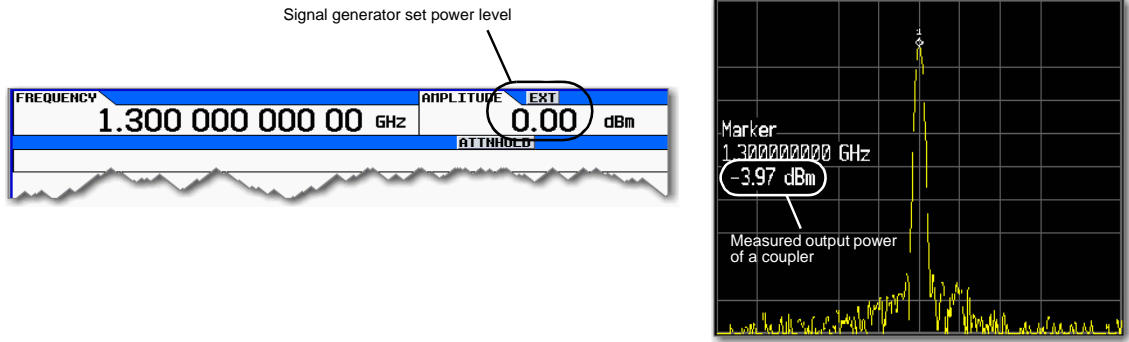 Signal generator set power level
FREQUENCY
AMPLITUDE EXT
1.300 000 000 00 GHz
0.00 dBm
ATTNHOLD
1
Marker
1.300000000 GHz
-3.97 dBm
Measured output power
of a coupler